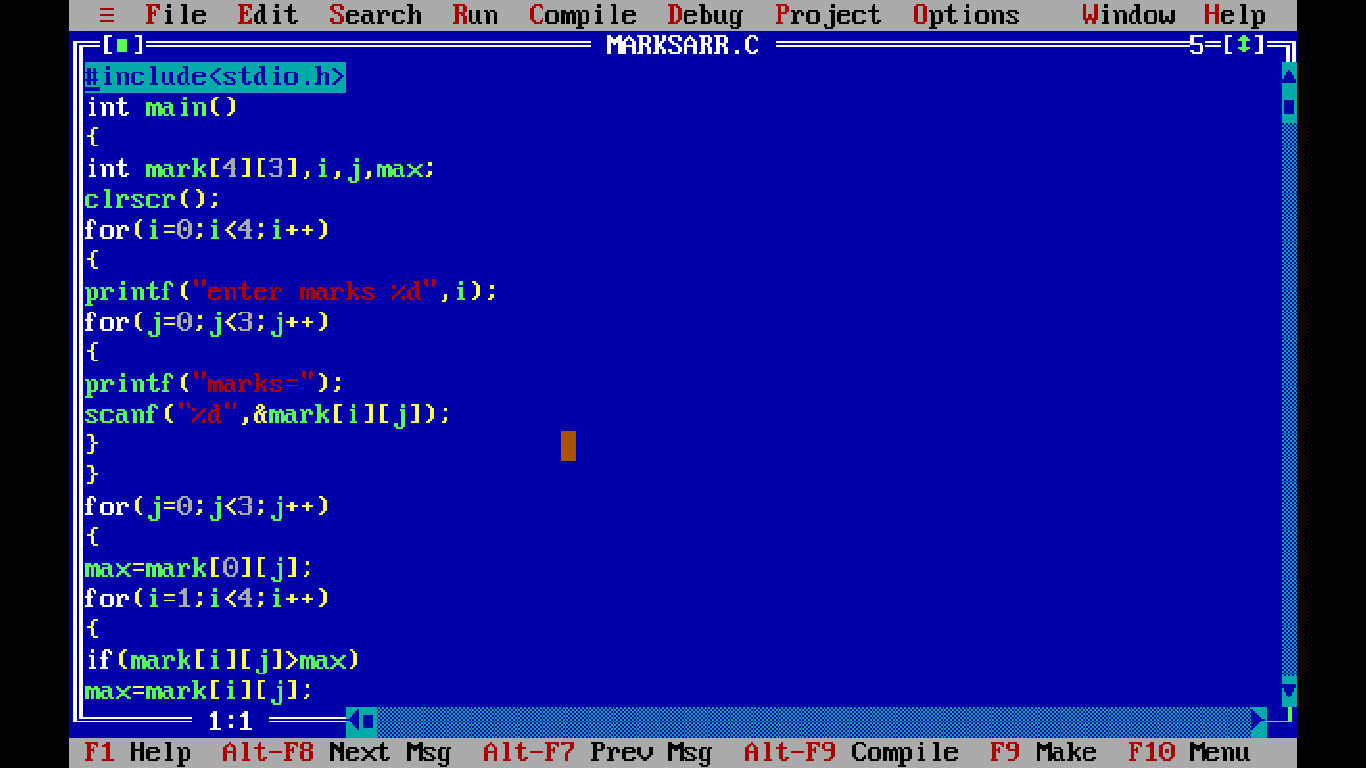 ≡ File Edit Search Run Compile Debug Project Options Window Help
[■] MARKSARR.C 5=[↕]
#include<stdio.h>
int main()
{
int mark[4][3],i,j,max;
clrscr();
for(i=0;i<4;i++)
{
printf("enter marks %d",i);
for(j=0;j<3;j++)
{
printf("marks=");
scanf("%d",&mark[i][j]);
}
}
for(j=0;j<3;j++)
{
max=mark[0][j];
for(i=1;i<4;i++)
{
if(mark[i][j]>max)
max=mark[i][j];
1:1
F1 Help Alt-F8 Next Msg Alt-F7 Prev Msg Alt-F9 Compile F9 Make F10 Menu